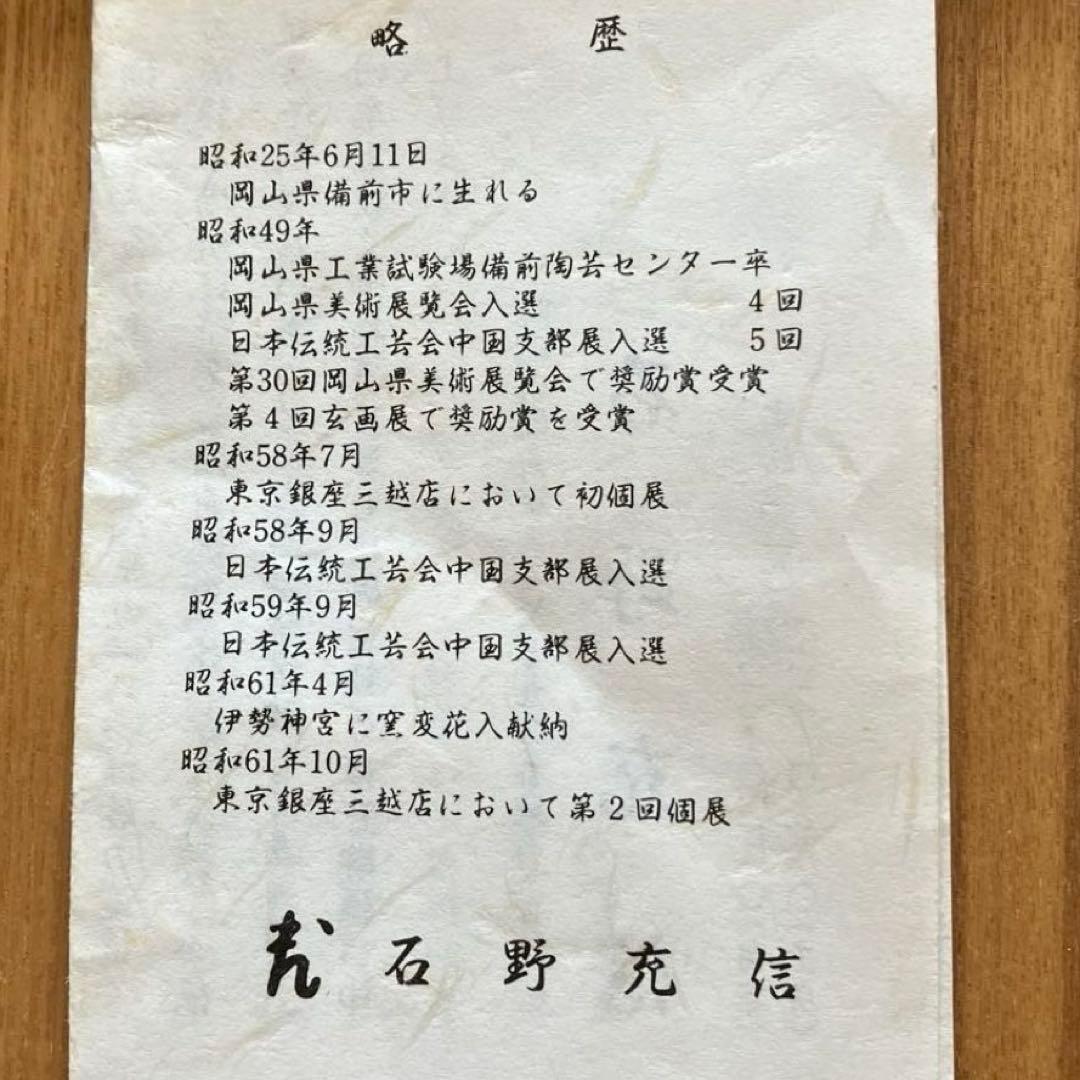 略歴
昭和25年6月11日
岡山県備前市に生れる
昭和49年
岡山県工業試験場備前陶芸センター卒
岡山県美術展覧会入選 4回
日本伝統工芸会中国支部展入選 5回
第30回岡山県美術展覧会で奨励賞受賞
第4回玄画展で奨励賞を受賞
昭和58年7月
東京銀座三越店において初個展
昭和58年9月
日本伝統工芸会中国支部展入選
昭和59年9月
日本伝統工芸会中国支部展入選
昭和61年4月
伊勢神宮に窯変花入献納
昭和61年10月
東京銀座三越店において第2回個展
石野充信